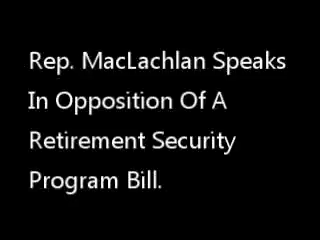 Rep. MacLachlan Speaks
In Opposition Of A
Retirement Security
Program Bill.